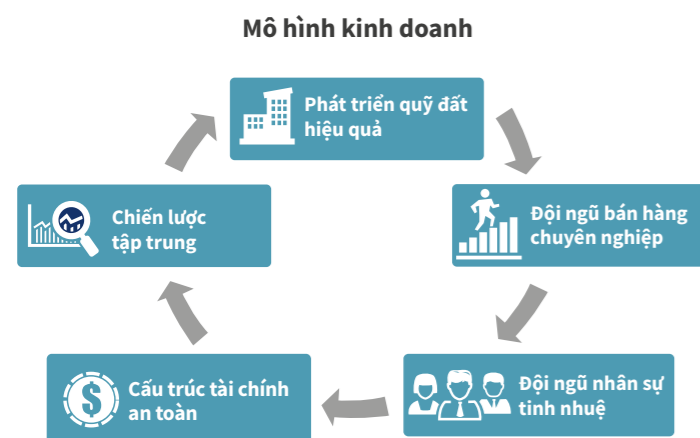 Mô hình kinh doanh
Phát triển quỹ đất
hiệu quả
Đội ngũ bán hàng
chuyên nghiệp
Đội ngũ nhân sự
tinh nhuệ
Cấu trúc tài chính
an toàn
Chiến lược
tập trung
$